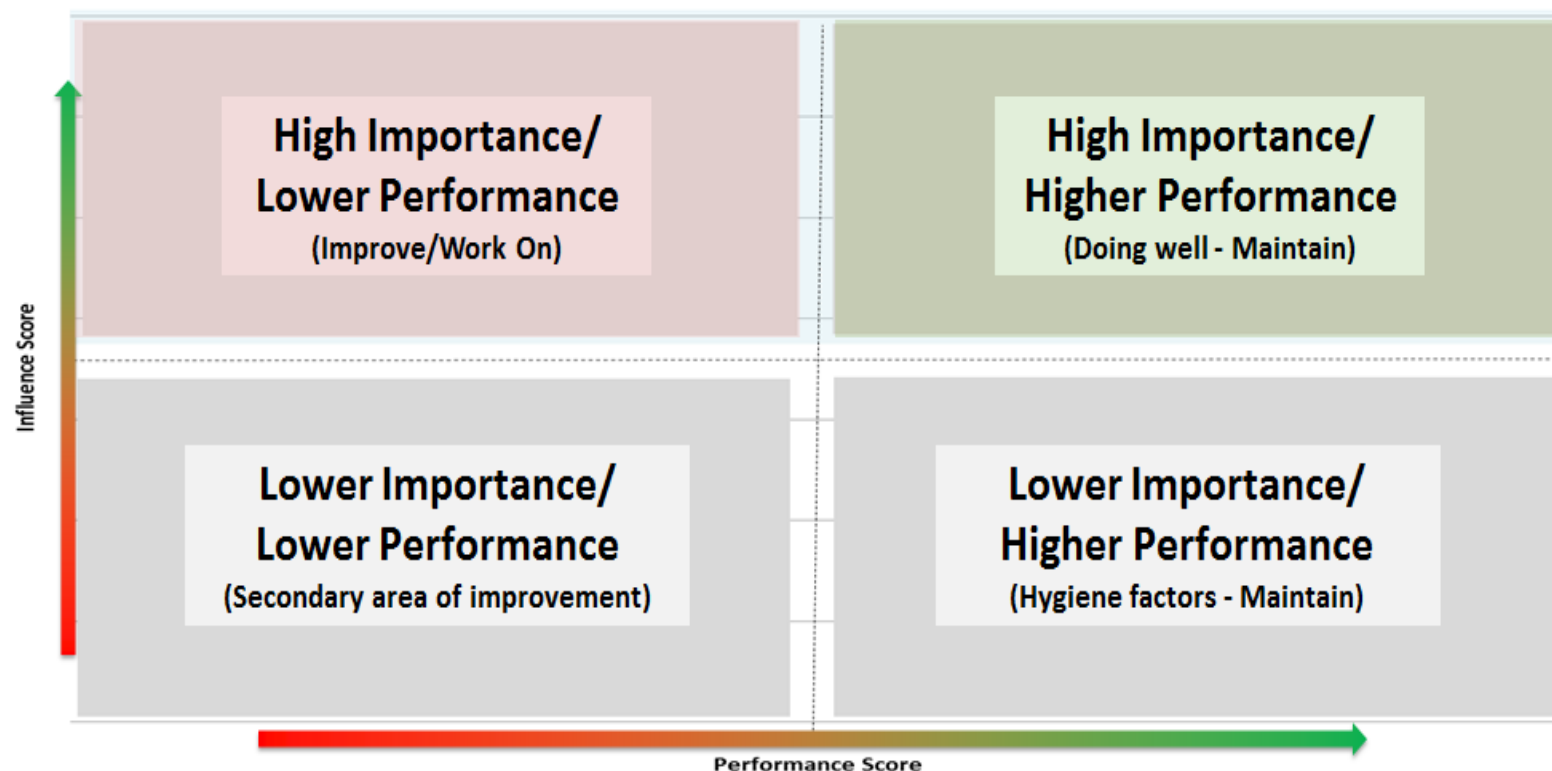 High Importance/
Lower Performance
(Improve/Work On)
High Importance/
Higher Performance
(Doing well - Maintain)
Influence Score
Lower Importance/
Lower Performance
(Secondary area of improvement)
Lower Importance/
Higher Performance
(Hygiene factors - Maintain)
Performance Score